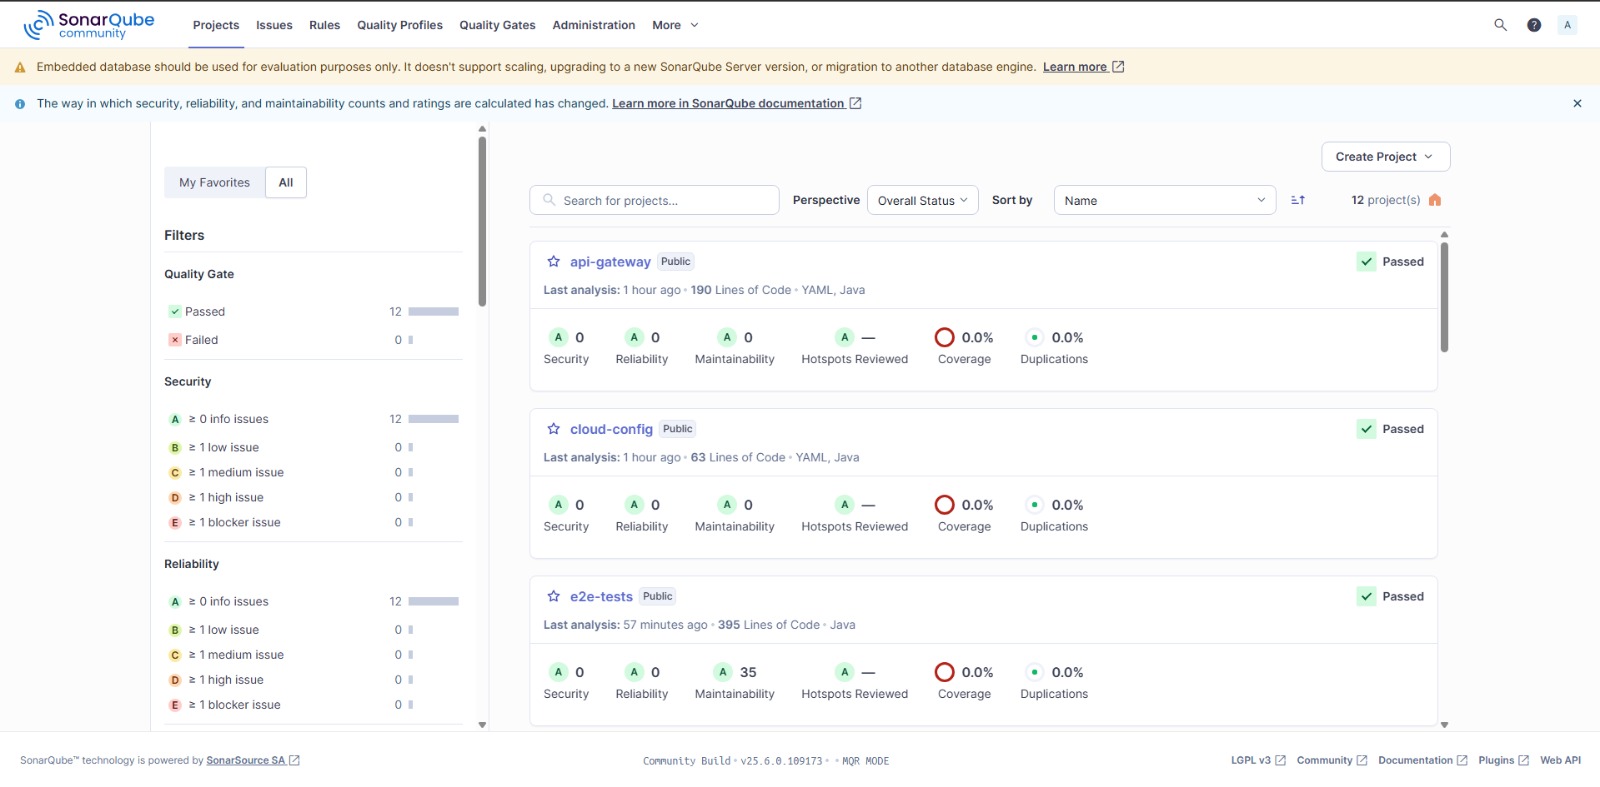 SonarQube community
Projects Issues Rules Quality Profiles Quality Gates Administration More
? A
Embedded database should be used for evaluation purposes only. It doesn't support scaling, upgrading to a new SonarQube Server version, or migration to another database engine. Learn more
The way in which security, reliability, and maintainability counts and ratings are calculated has changed. Learn more in SonarQube documentation
My Favorites All
Filters
Quality Gate
Passed 12
Failed 0
Security
A ≥ 0 info issues 12
B ≥ 1 low issue 0
C ≥ 1 medium issue 0
D ≥ 1 high issue 0
E ≥ 1 blocker issue 0
Reliability
A ≥ 0 info issues 12
B ≥ 1 low issue 0
C ≥ 1 medium issue 0
D ≥ 1 high issue 0
E ≥ 1 blocker issue 0
Create Project
Search for projects... Perspective Overall Status Sort by Name 12 project(s)
api-gateway Public Passed
Last analysis: 1 hour ago • 190 Lines of Code • YAML, Java
A 0 A 0 A 0 A — 0.0% 0.0%
Security Reliability Maintainability Hotspots Reviewed Coverage Duplications
cloud-config Public Passed
Last analysis: 1 hour ago • 63 Lines of Code • YAML, Java
A 0 A 0 A 0 A — 0.0% 0.0%
Security Reliability Maintainability Hotspots Reviewed Coverage Duplications
e2e-tests Public Passed
Last analysis: 57 minutes ago • 395 Lines of Code • Java
A 0 A 0 A 35 A — 0.0% 0.0%
Security Reliability Maintainability Hotspots Reviewed Coverage Duplications
SonarQube™ technology is powered by SonarSource SA
Community Build • v25.6.0.109173 • • MQR MODE
LGPL v3 Community Documentation Plugins Web API